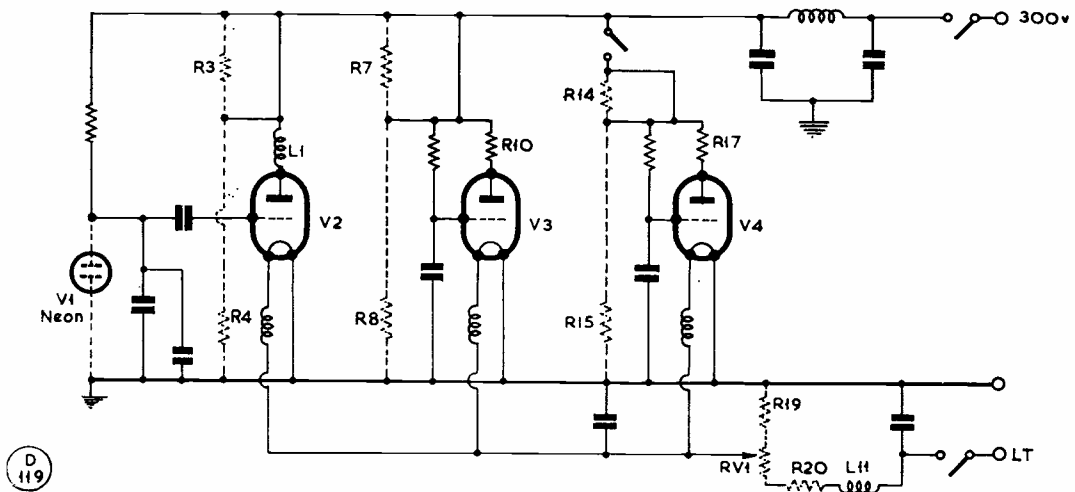 300v
R3
R7
R14
L1
R10
R17
V2
V3
V4
V1
Neon
R4
R8
R15
R19
RV1
R20
L11
LT
D
119